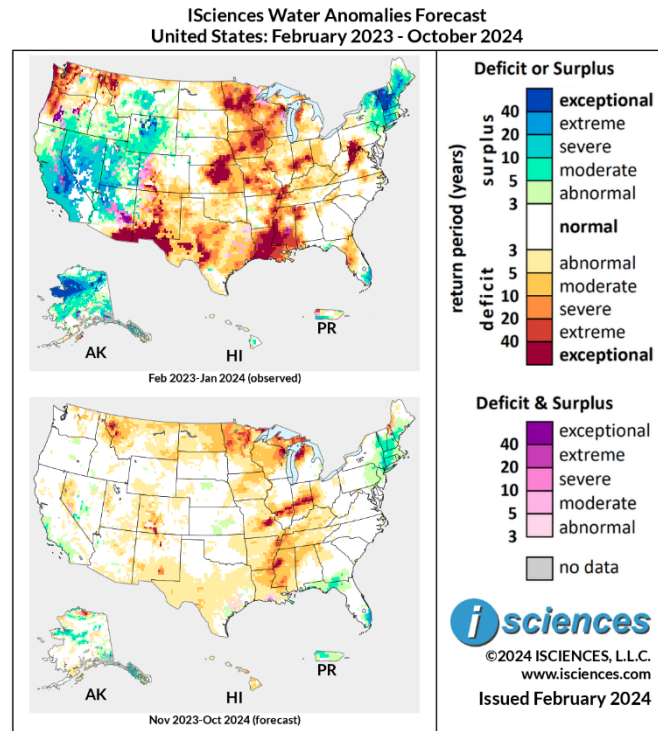 ISciences Water Anomalies Forecast
United States: February 2023 - October 2024
AK
HI
PR
Feb 2023-Jan 2024 (observed)
AK
HI
PR
Nov 2023-Oct 2024 (forecast)
Deficit or Surplus
return period (years)
surplus
deficit
exceptional
40
extreme
20
severe
10
moderate
5
abnormal
3
normal
3
abnormal
5
moderate
10
severe
20
extreme
40
exceptional
Deficit & Surplus
exceptional
40
extreme
20
severe
10
moderate
5
abnormal
3
no data
i sciences
©2024 ISCIENCES, L.L.C.
www.isciences.com
Issued February 2024